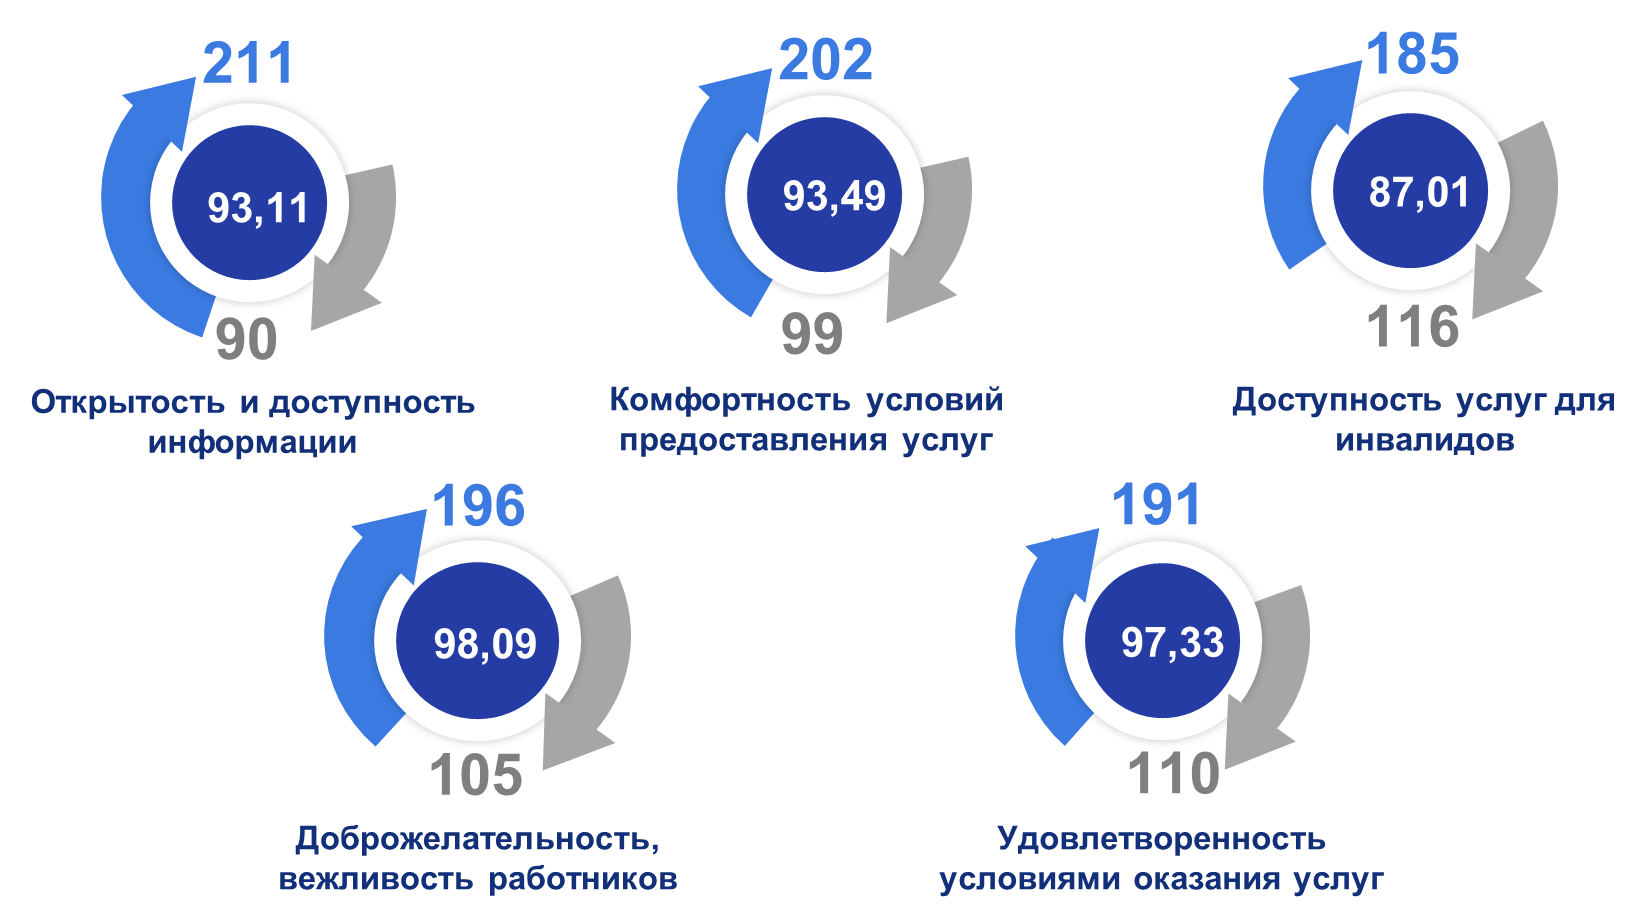 211
93,11
90
Открытость и доступность
информации
202
93,49
99
Комфортность условий
предоставления услуг
185
87,01
116
Доступность услуг для
инвалидов
196
98,09
105
Доброжелательность,
вежливость работников
191
97,33
110
Удовлетворенность
условиями оказания услуг